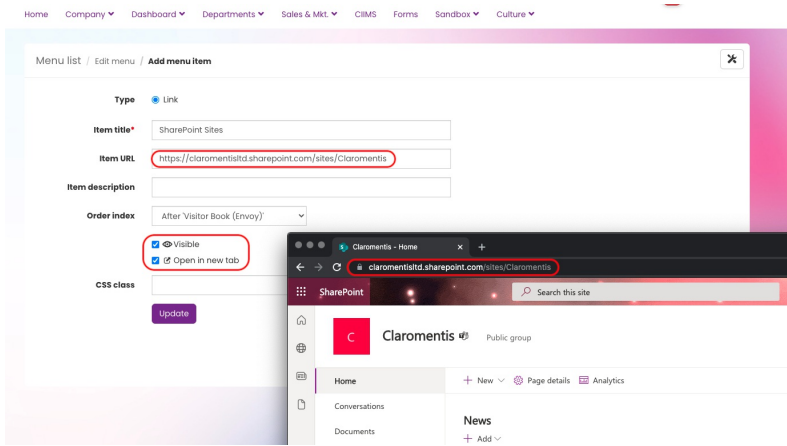 Home Company Dashboard Departments Sales & Mkt. CIIMS Forms Sandbox Culture
Menu list / Edit menu / Add menu item
Type Link
Item title* SharePoint Sites
Item URL https://claromentisltd.sharepoint.com/sites/Claromentis
Item description
Order index After 'Visitor Book (Envoy)'
Visible
Open in new tab
CSS class
Update
Claromentis - Home
claromentisltd.sharepoint.com/sites/Claromentis
SharePoint Search this site
C Claromentis Public group
Home
New Page details Analytics
Conversations
Documents
News
Add